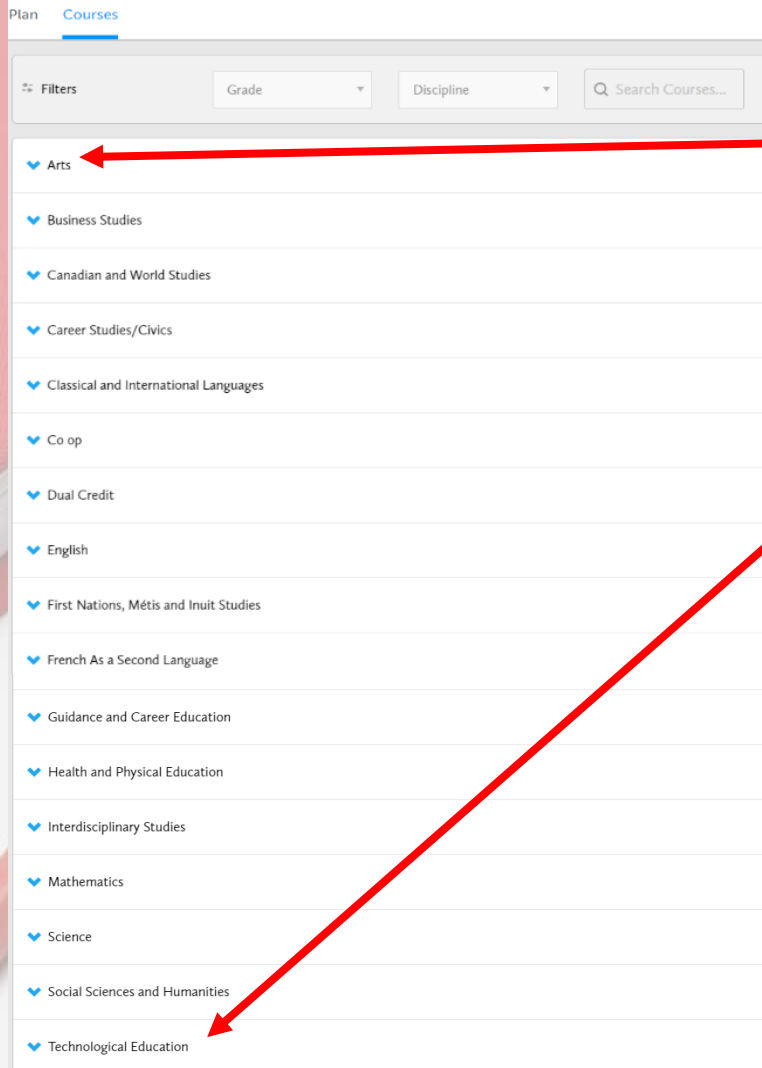 Plan Courses
Filters Grade Discipline Search Courses...
Arts
Business Studies
Canadian and World Studies
Career Studies/Civics
Classical and International Languages
Co op
Dual Credit
English
First Nations, Métis and Inuit Studies
French As a Second Language
Guidance and Career Education
Health and Physical Education
Interdisciplinary Studies
Mathematics
Science
Social Sciences and Humanities
Technological Education